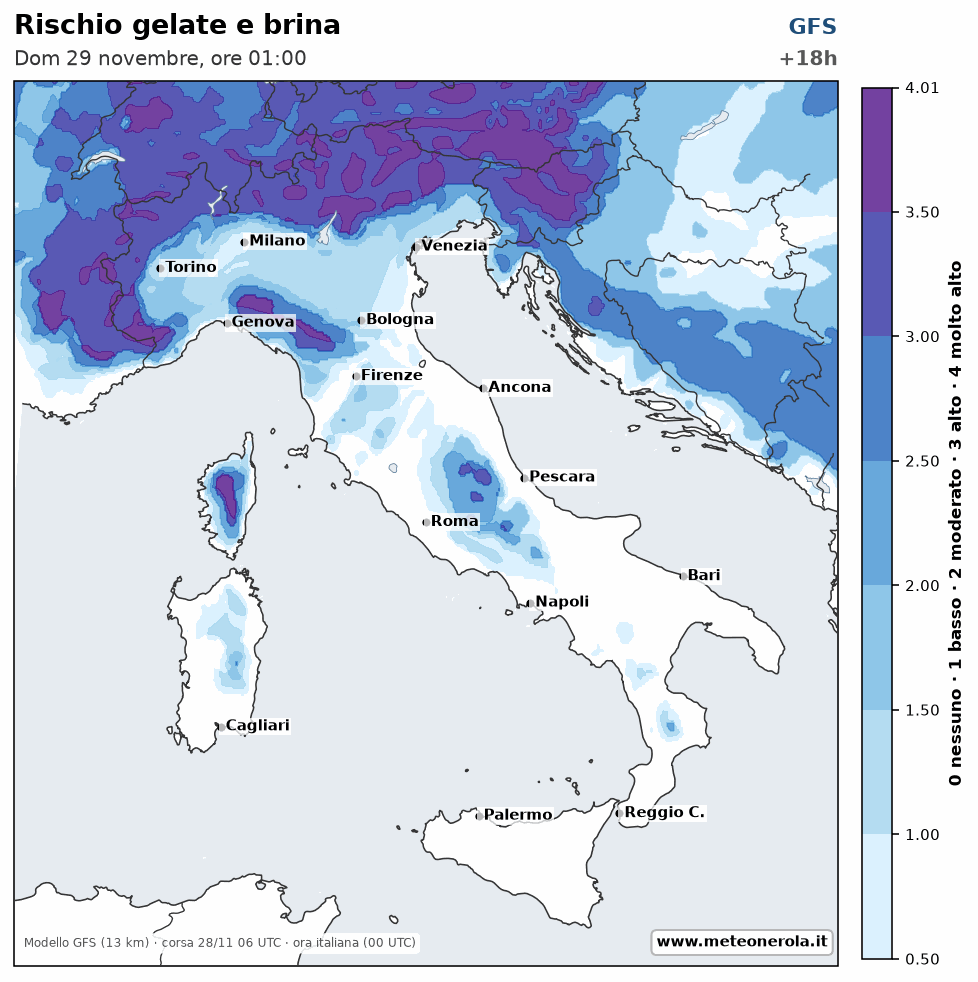 Rischio gelate e brina
GFS
Dom 29 novembre, ore 01:00
+18h
4.01
3.50
3.00
2.50
2.00
1.50
1.00
0.50
0 nessuno · 1 basso · 2 moderato · 3 alto · 4 molto alto
Milano
Venezia
Torino
Genova
Bologna
Firenze
Ancona
Pescara
Roma
Bari
Napoli
Cagliari
Palermo
Reggio C.
Modello GFS (13 km) · corsa 28/11 06 UTC · ora italiana (00 UTC)
www.meteonerola.it